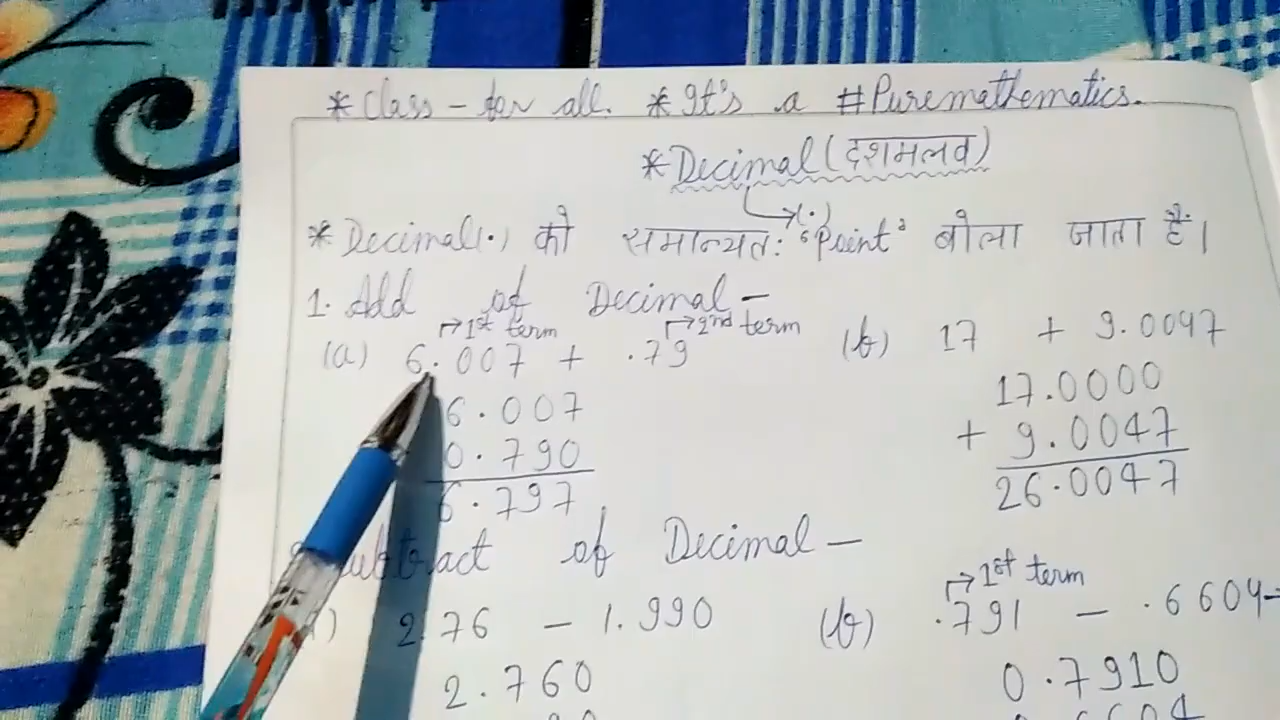 * Class - for all. * It's a #Puremathematics.
* Decimal (दशमलव)
→(.)
* Decimal(.) को समान्यत: 'Point' बोला जाता है।
1. Add of Decimal -
→1st term →2nd term
(a) 6.007 + .79
6.007
0.790
6.797
(b) 17 + 9.0047
17.0000
+ 9.0047
26.0047
Subtract of Decimal -
2.76 - 1.990
2.760
→1st term
(b) .791 - .6604
0.7910